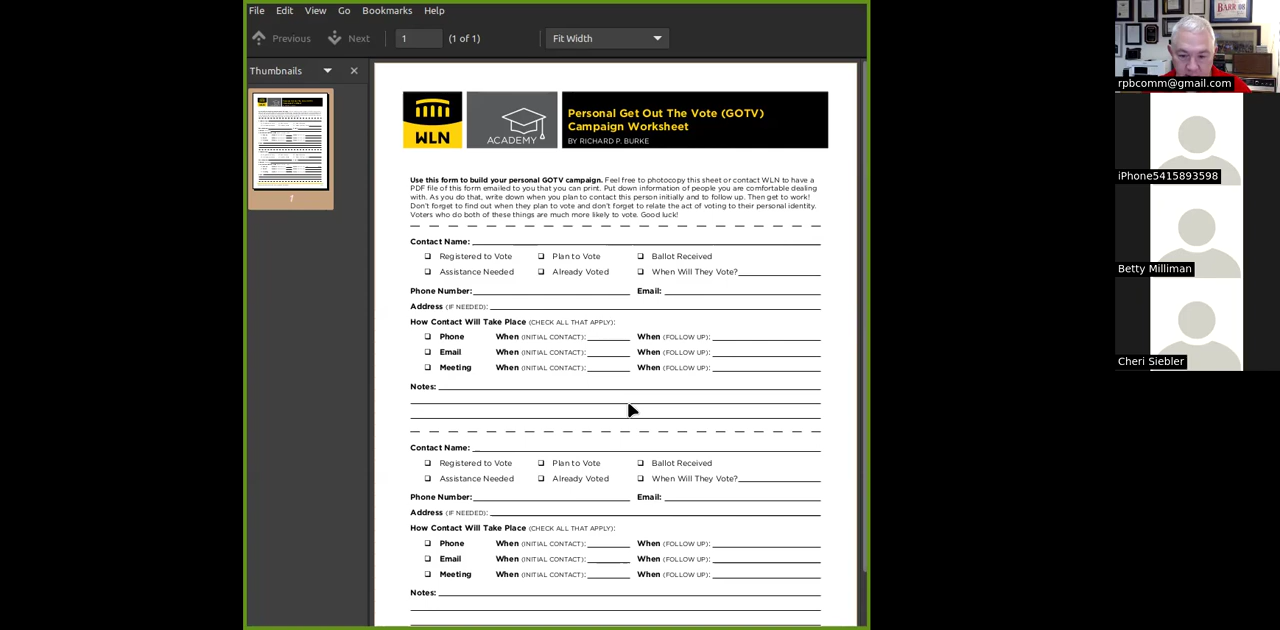 File Edit View Go Bookmarks Help
Previous Next 1 (1 of 1) Fit Width
Thumbnails
1
WLN
ACADEMY
Personal Get Out The Vote (GOTV)
Campaign Worksheet
BY RICHARD P. BURKE
Use this form to build your personal GOTV campaign. Feel free to photocopy this sheet or contact WLN to have a
PDF file of this form emailed to you that you can print. Put down information of people you are comfortable dealing
with. As you do that, write down when you plan to contact this person initially and to follow up. Then get to work!
Don't forget to find out when they plan to vote and don't forget to relate the act of voting to their personal identity.
Voters who do both of these things are much more likely to vote. Good luck!
Contact Name:
Registered to Vote Plan to Vote Ballot Received
Assistance Needed Already Voted When Will They Vote?
Phone Number: Email:
Address (IF NEEDED):
How Contact Will Take Place (CHECK ALL THAT APPLY):
Phone When (INITIAL CONTACT): When (FOLLOW UP):
Email When (INITIAL CONTACT): When (FOLLOW UP):
Meeting When (INITIAL CONTACT): When (FOLLOW UP):
Notes:
Contact Name:
Registered to Vote Plan to Vote Ballot Received
Assistance Needed Already Voted When Will They Vote?
Phone Number: Email:
Address (IF NEEDED):
How Contact Will Take Place (CHECK ALL THAT APPLY):
Phone When (INITIAL CONTACT): When (FOLLOW UP):
Email When (INITIAL CONTACT): When (FOLLOW UP):
Meeting When (INITIAL CONTACT): When (FOLLOW UP):
Notes:
BARR
rpbcomm@gmail.com
iPhone5415893598
Betty Milliman
Cheri Siebler